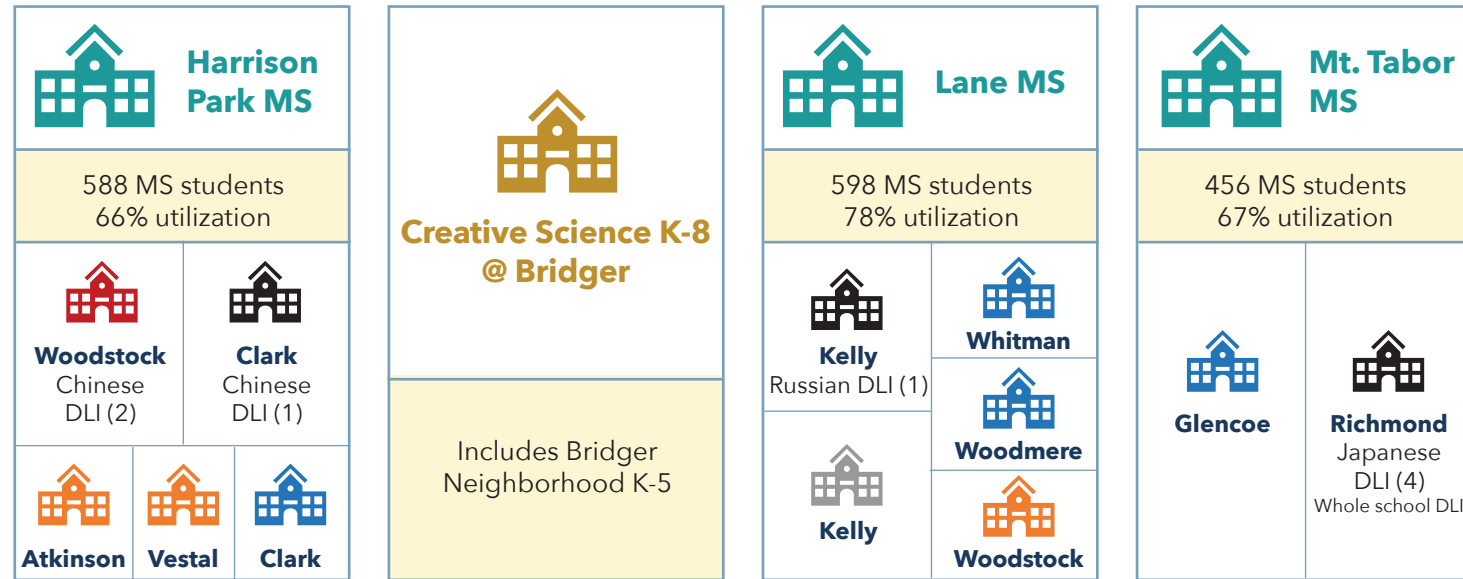 Harrison
Park MS
588 MS students
66% utilization
Woodstock
Chinese
DLI (2)
Clark
Chinese
DLI (1)
Atkinson
Vestal
Clark
Creative Science K-8
@ Bridger
Includes Bridger
Neighborhood K-5
Lane MS
598 MS students
78% utilization
Kelly
Russian DLI (1)
Kelly
Whitman
Woodmere
Woodstock
Mt. Tabor
MS
456 MS students
67% utilization
Glencoe
Richmond
Japanese
DLI (4)
Whole school DLI